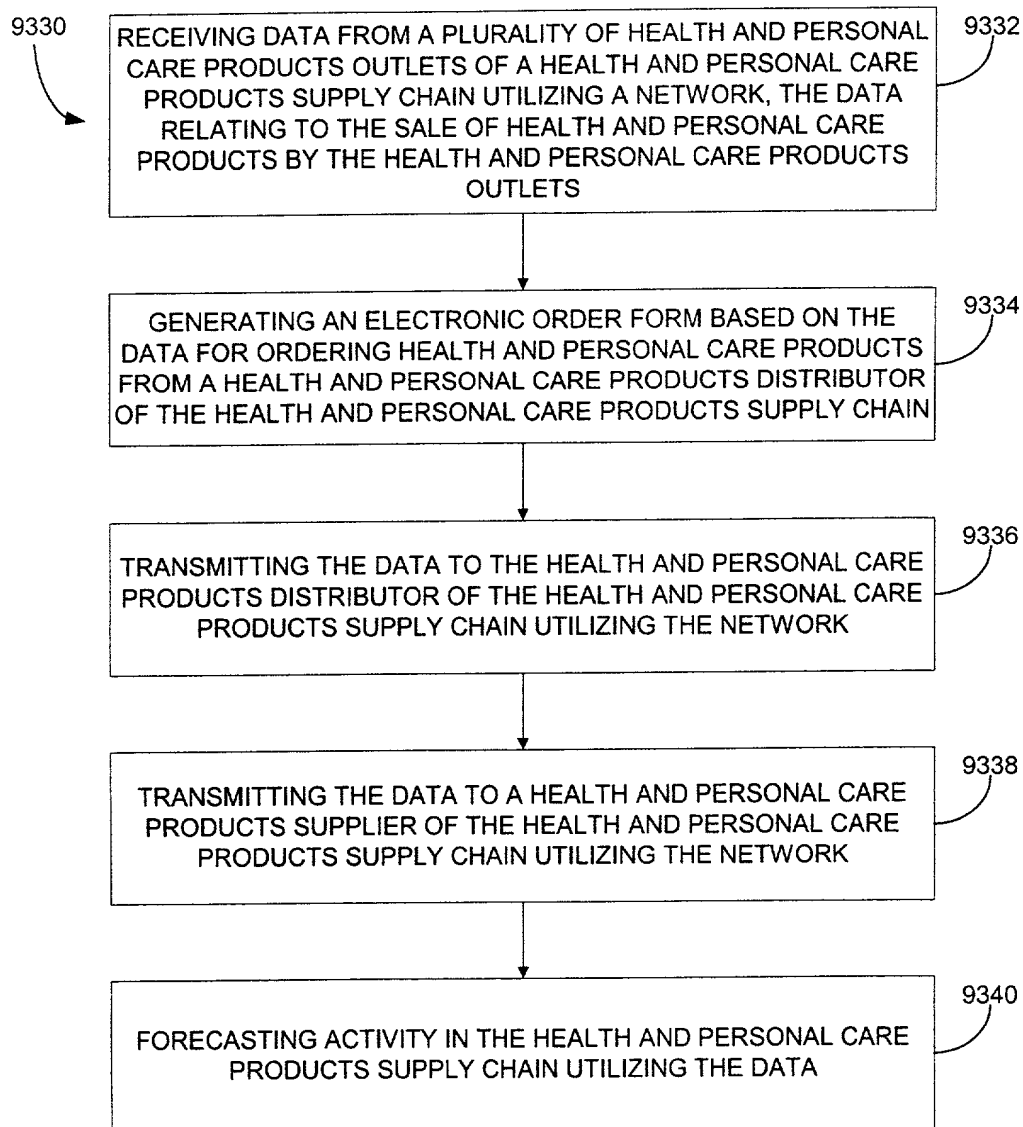 9330
RECEIVING DATA FROM A PLURALITY OF HEALTH AND PERSONAL
CARE PRODUCTS OUTLETS OF A HEALTH AND PERSONAL CARE
PRODUCTS SUPPLY CHAIN UTILIZING A NETWORK, THE DATA
RELATING TO THE SALE OF HEALTH AND PERSONAL CARE
PRODUCTS BY THE HEALTH AND PERSONAL CARE PRODUCTS
OUTLETS
9332
GENERATING AN ELECTRONIC ORDER FORM BASED ON THE
DATA FOR ORDERING HEALTH AND PERSONAL CARE PRODUCTS
FROM A HEALTH AND PERSONAL CARE PRODUCTS DISTRIBUTOR
OF THE HEALTH AND PERSONAL CARE PRODUCTS SUPPLY CHAIN
9334
TRANSMITTING THE DATA TO THE HEALTH AND PERSONAL CARE
PRODUCTS DISTRIBUTOR OF THE HEALTH AND PERSONAL CARE
PRODUCTS SUPPLY CHAIN UTILIZING THE NETWORK
9336
TRANSMITTING THE DATA TO A HEALTH AND PERSONAL CARE
PRODUCTS SUPPLIER OF THE HEALTH AND PERSONAL CARE
PRODUCTS SUPPLY CHAIN UTILIZING THE NETWORK
9338
FORECASTING ACTIVITY IN THE HEALTH AND PERSONAL CARE
PRODUCTS SUPPLY CHAIN UTILIZING THE DATA
9340